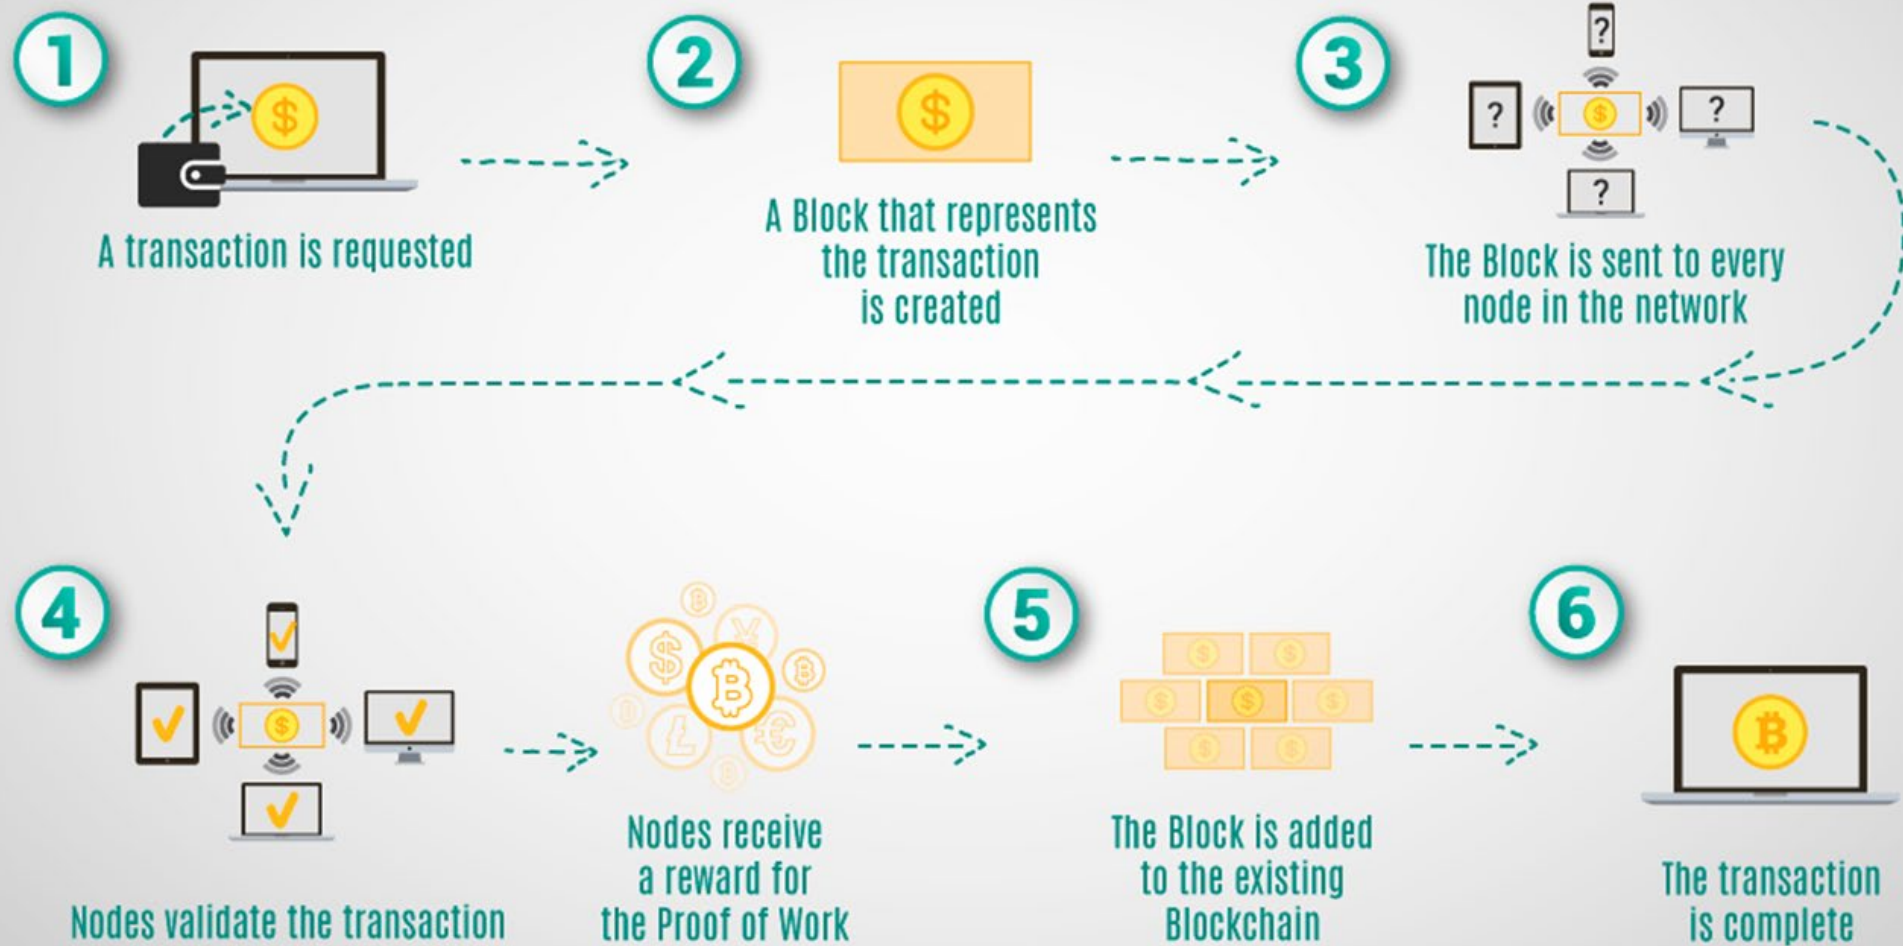 1
A transaction is requested
2
A Block that represents
the transaction
is created
3
The Block is sent to every
node in the network
4
Nodes validate the transaction
Nodes receive
a reward for
the Proof of Work
5
The Block is added
to the existing
Blockchain
6
The transaction
is complete